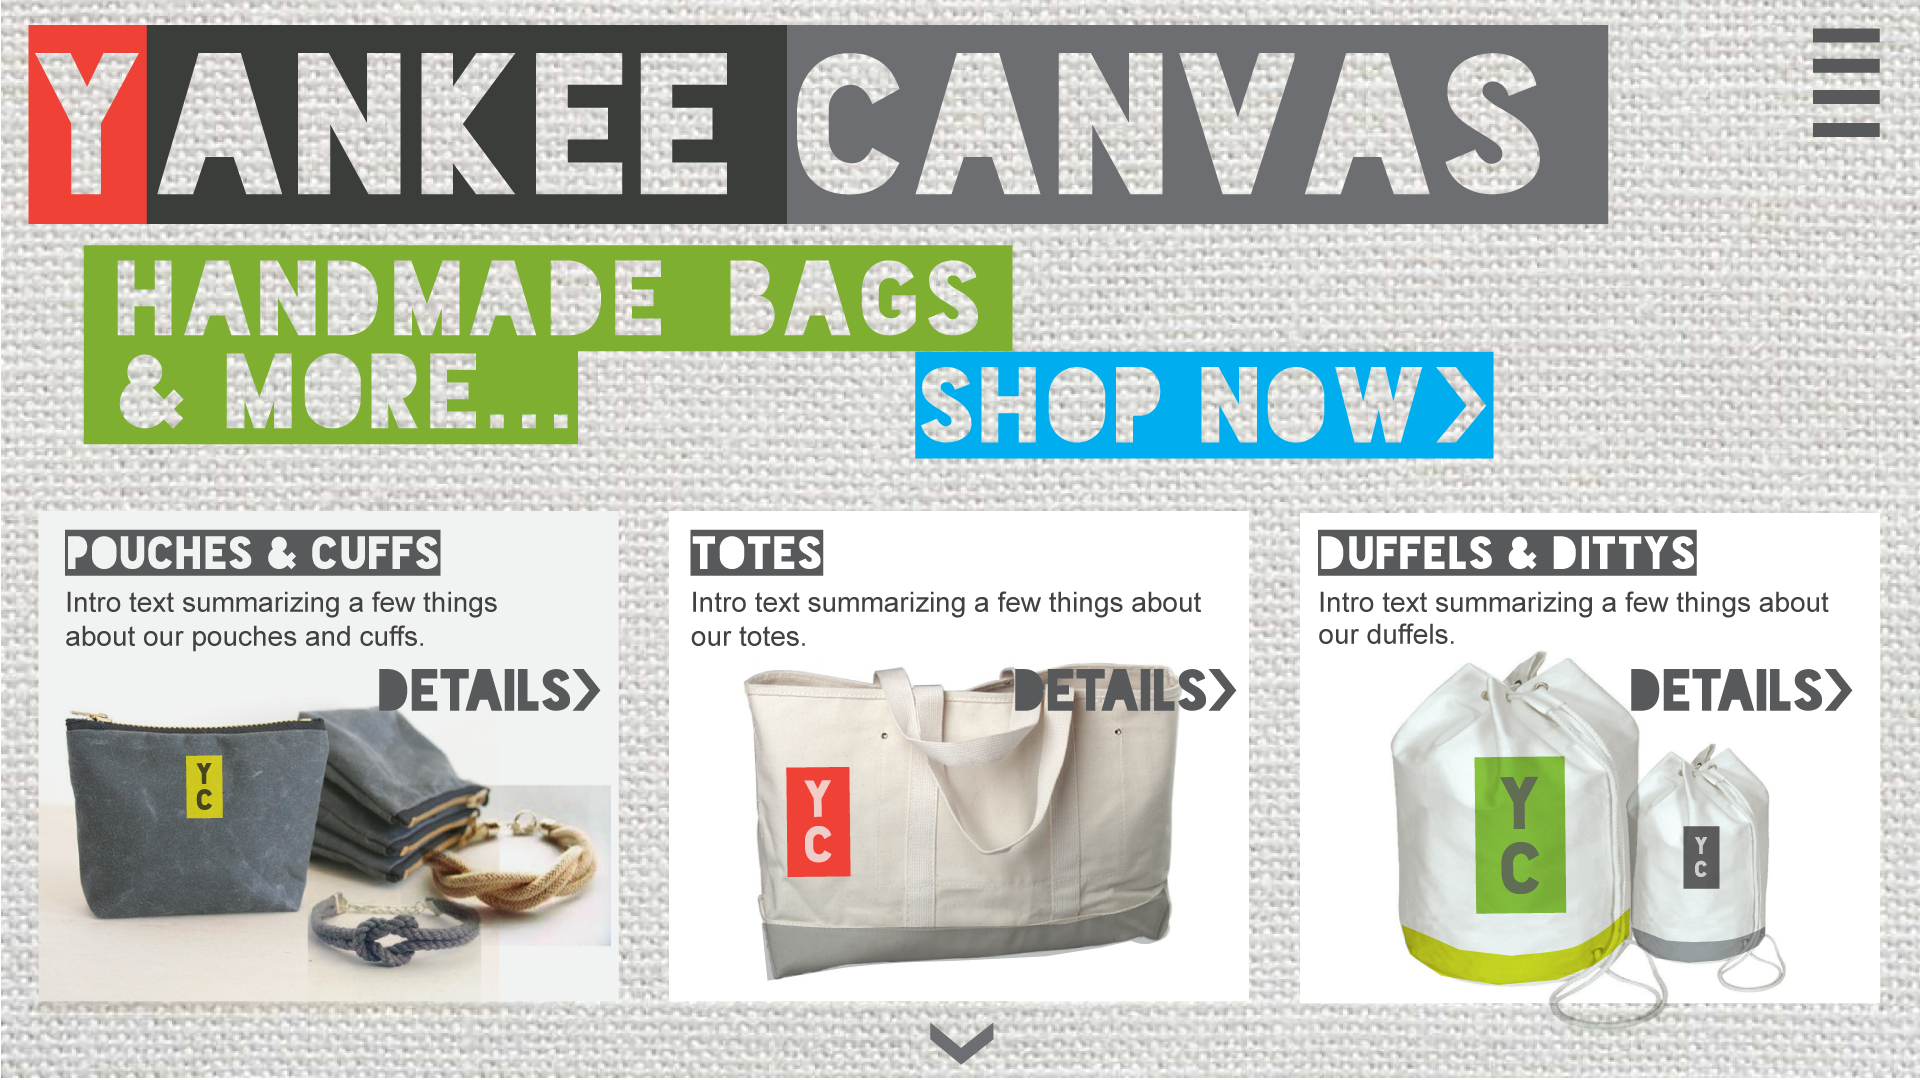 YANKEE CANVAS
HANDMADE BAGS
& MORE...
SHOP NOW>
POUCHES & CUFFS
Intro text summarizing a few things
about our pouches and cuffs.
DETAILS>
Y
C
TOTES
Intro text summarizing a few things about
our totes.
DETAILS>
Y
C
DUFFELS & DITTYS
Intro text summarizing a few things about
our duffels.
DETAILS>
Y
C
Y
C